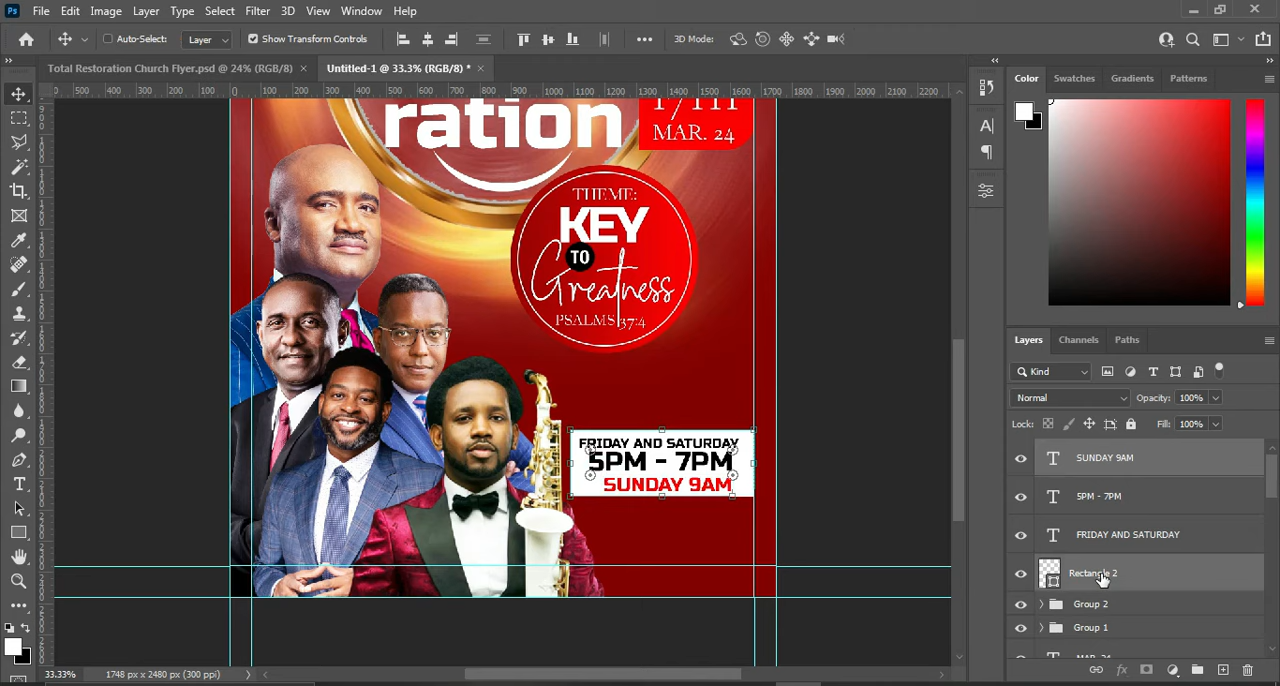 Ps
File
Edit
Image
Layer
Type
Select
Filter
3D
View
Window
Help
Auto-Select:
Layer
Show Transform Controls
3D Mode:
Total Restoration Church Flyer.psd @ 24% (RGB/8)
Untitled-1 @ 33.3% (RGB/8) *
ration
MAR. 24
THEME:
KEY
TO
Greatness
PSALMS 37:4
FRIDAY AND SATURDAY
5PM - 7PM
SUNDAY 9AM
33.33%
1748 px x 2480 px (300 ppi)
Color
Swatches
Gradients
Patterns
Layers
Channels
Paths
Kind
Normal
Opacity: 100%
Lock:
Fill: 100%
SUNDAY 9AM
5PM - 7PM
FRIDAY AND SATURDAY
Rectangle 2
Group 2
Group 1
MAR. 24